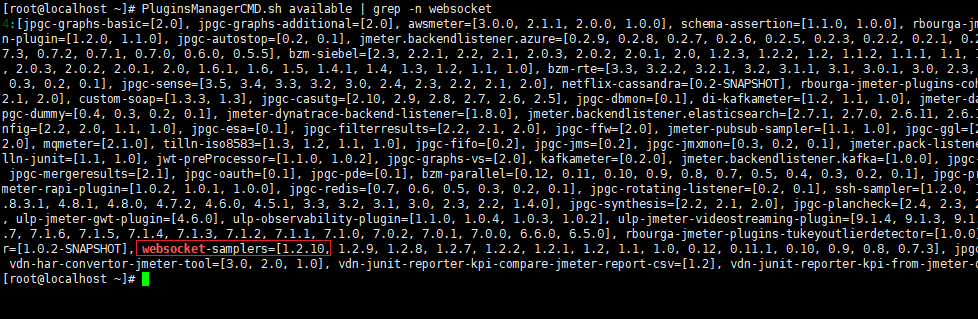 [root@localhost ~]# PluginsManagerCMD.sh available | grep -n websocket
4:[jpgc-graphs-basic=[2.0], jpgc-graphs-additional=[2.0], awsmeter=[3.0.0, 2.1.1, 2.0.0, 1.0.0], schema-assertion=[1.1.0, 1.0.0], rbourga-jm
n-plugin=[1.2.0, 1.1.0], jpgc-autostop=[0.2, 0.1], jmeter.backendlistener.azure=[0.2.9, 0.2.8, 0.2.7, 0.2.6, 0.2.5, 0.2.3, 0.2.2, 0.2.1, 0.2
7.3, 0.7.2, 0.7.1, 0.7.0, 0.6.0, 0.5.5], bzm-siebel=[2.3, 2.2.1, 2.2, 2.1, 2.0.3, 2.0.2, 2.0.1, 2.0, 1.2.3, 1.2.2, 1.2, 1.1.2, 1.1.1, 1.1,
, 2.0.3, 2.0.2, 2.0.1, 2.0, 1.6.1, 1.6, 1.5, 1.4.1, 1.4, 1.3, 1.2, 1.1, 1.0], bzm-rte=[3.3, 3.2.2, 3.2.1, 3.2, 3.1.1, 3.1, 3.0.1, 3.0, 2.3,
0.3, 0.2, 0.1], jpgc-sense=[3.5, 3.4, 3.3, 3.2, 3.0, 2.4, 2.3, 2.2, 2.1, 2.0], netflix-cassandra=[0.2-SNAPSHOT], rbourga-jmeter-plugins-coh
2.1, 2.0], custom-soap=[1.3.3, 1.3], jpgc-casutg=[2.10, 2.9, 2.8, 2.7, 2.6, 2.5], jpgc-dbmon=[0.1], di-kafkameter=[1.2, 1.1, 1.0], jmeter-d
pgc-dummy=[0.4, 0.3, 0.2, 0.1], jmeter-dynatrace-backend-listener=[1.8.0], jmeter.backendlistener.elasticsearch=[2.7.1, 2.7.0, 2.6.11, 2.6.1
nfig=[2.2, 2.0, 1.1, 1.0], jpgc-esa=[0.1], jpgc-filterresults=[2.2, 2.1, 2.0], jpgc-ffw=[2.0], jmeter-pubsub-sampler=[1.1, 1.0], jpgc-ggl=[
2.0], mqmeter=[2.1.0], tilln-iso8583=[1.3, 1.2, 1.1, 1.0], jpgc-fifo=[0.2], jpgc-jms=[0.2], jpgc-jmxmon=[0.3, 0.2, 0.1], jmeter.pack-listene
lln-junit=[1.1, 1.0], jwt-preProcessor=[1.1.0, 1.0.2], jpgc-graphs-vs=[2.0], kafkameter=[0.2.0], jmeter.backendlistener.kafka=[1.0.0], jpgc
jpgc-mergeresults=[2.1], jpgc-oauth=[0.1], jpgc-pde=[0.1], bzm-parallel=[0.12, 0.11, 0.10, 0.9, 0.8, 0.7, 0.5, 0.4, 0.3, 0.2, 0.1], jpgc-pr
meter-rapi-plugin=[1.0.2, 1.0.1, 1.0.0], jpgc-redis=[0.7, 0.6, 0.5, 0.3, 0.2, 0.1], jpgc-rotating-listener=[0.2, 0.1], ssh-sampler=[1.2.0,
.8.3.1, 4.8.1, 4.8.0, 4.7.2, 4.6.0, 4.5.1, 3.3, 3.2, 3.1, 3.0, 2.3, 2.2, 1.4.0], jpgc-synthesis=[2.2, 2.1, 2.0], jpgc-plancheck=[2.4, 2.3, 2
, ulp-jmeter-gwt-plugin=[4.6.0], ulp-observability-plugin=[1.1.0, 1.0.4, 1.0.3, 1.0.2], ulp-jmeter-videostreaming-plugin=[9.1.4, 9.1.3, 9.1.
.7, 7.1.6, 7.1.5, 7.1.4, 7.1.3, 7.1.2, 7.1.1, 7.1.0, 7.0.2, 7.0.1, 7.0.0, 6.6.0, 6.5.0], rbourga-jmeter-plugins-tukeyoutlierdetector=[1.0.0]
r=[1.0.2-SNAPSHOT], websocket-samplers=[1.2.10, 1.2.9, 1.2.8, 1.2.7, 1.2.2, 1.2.1, 1.2, 1.1, 1.0, 0.12, 0.11.1, 0.10, 0.9, 0.8, 0.7.3], jpgc
vdn-har-convertor-jmeter-tool=[3.0, 2.0, 1.0], vdn-junit-reporter-kpi-compare-jmeter-report-csv=[1.2], vdn-junit-reporter-kpi-from-jmeter-d
[root@localhost ~]#